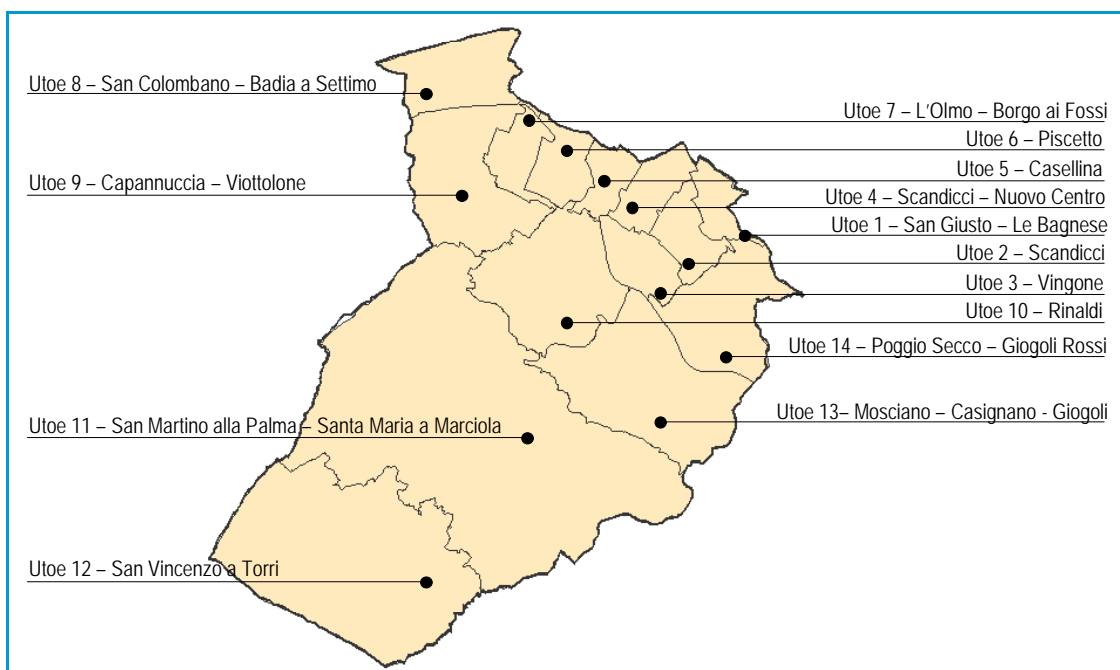 Utoe 8 – San Colombano – Badia a Settimo
Utoe 7 – L'Olmo – Borgo ai Fossi
Utoe 6 – Piscetto
Utoe 5 – Casellina
Utoe 9 – Capannuccia – Viottolone
Utoe 4 – Scandicci – Nuovo Centro
Utoe 1 – San Giusto – Le Bagnese
Utoe 2 – Scandicci
Utoe 3 – Vingone
Utoe 10 – Rinaldi
Utoe 14 – Poggio Secco – Giogoli Rossi
Utoe 13– Mosciano – Casignano - Giogoli
Utoe 11 – San Martino alla Palma – Santa Maria a Marciola
Utoe 12 – San Vincenzo a Torri